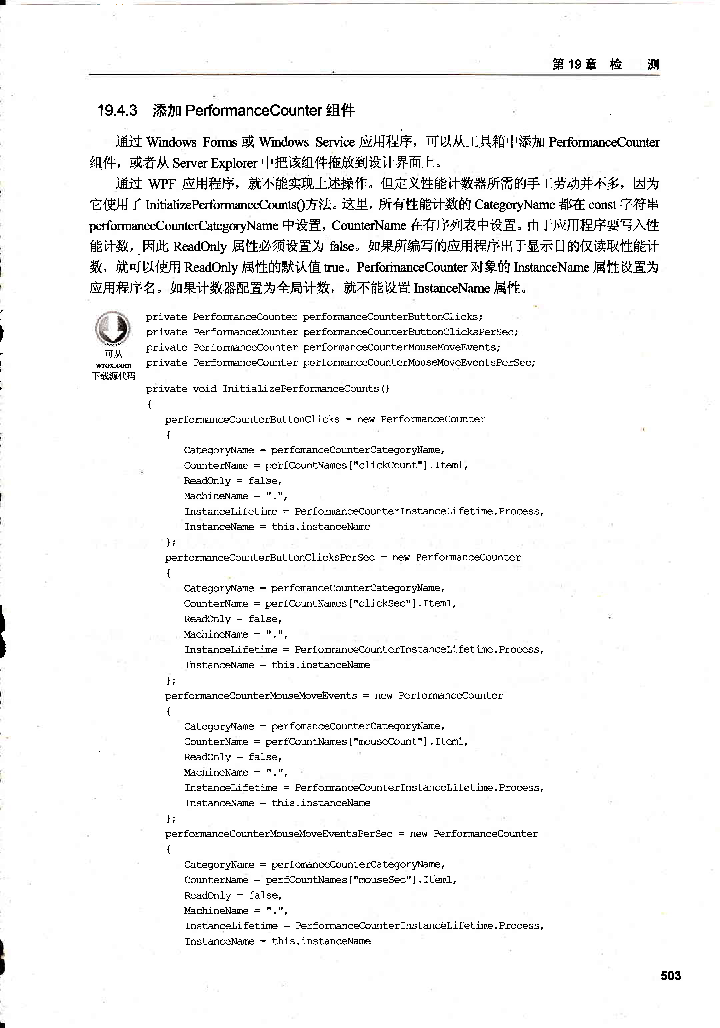 第 19 章 检 测
19.4.3 添加 PerformanceCounter 组件
通过 Windows Forms 或 Windows Service 应用程序，可以从工具箱中添加 PerformanceCounter
组件，或者从 Server Explorer 中把该组件拖放到设计界面上。
通过 WPF 应用程序，就不能实现上述操作。但定义性能计数器所需的手工劳动并不多，因为
它使用了 InitializePerformanceCounts()方法。这里，所有性能计数的 CategoryName 都在 const 字符串
performanceCounterCategoryName 中设置，CounterName 在有序列表中设置。由于应用程序要写入性
能计数，因此 ReadOnly 属性必须设置为 false。如果所编写的应用程序出于显示目的仅读取性能计
数，就可以使用 ReadOnly 属性的默认值 true。PerformanceCounter 对象的 InstanceName 属性设置为
应用程序名。如果计数器配置为全局计数，就不能设置 InstanceName 属性。
可从
wrox.com
下载源代码
private PerformanceCounter performanceCounterButtonClicks;
private PerformanceCounter performanceCounterButtonClicksPerSec;
private PerformanceCounter performanceCounterMouseMoveEvents;
private PerformanceCounter performanceCounterMouseMoveEventsPerSec;
private void InitializePerformanceCounts()
{
performanceCounterButtonClicks = new PerformanceCounter
{
CategoryName = perfomanceCounterCategoryName,
CounterName = perfCountNames["clickCount"].Item1,
ReadOnly = false,
MachineName = ".",
InstanceLifetime = PerformanceCounterInstanceLifetime.Process,
InstanceName = this.instanceName
};
performanceCounterButtonClicksPerSec = new PerformanceCounter
{
CategoryName = perfomanceCounterCategoryName,
CounterName = perfCountNames["clickSec"].Item1,
ReadOnly = false,
MachineName = ".",
InstanceLifetime = PerformanceCounterInstanceLifetime.Process,
InstanceName = this.instanceName
};
performanceCounterMouseMoveEvents = new PerformanceCounter
{
CategoryName = perfomanceCounterCategoryName,
CounterName = perfCountNames["mouseCount"].Item1,
ReadOnly = false,
MachineName = ".",
InstanceLifetime = PerformanceCounterInstanceLifetime.Process,
InstanceName = this.instanceName
};
performanceCounterMouseMoveEventsPerSec = new PerformanceCounter
{
CategoryName = perfomanceCounterCategoryName,
CounterName = perfCountNames["mouseSec"].Item1,
ReadOnly = false,
MachineName = ".",
InstanceLifetime = PerformanceCounterInstanceLifetime.Process,
InstanceName = this.instanceName
503